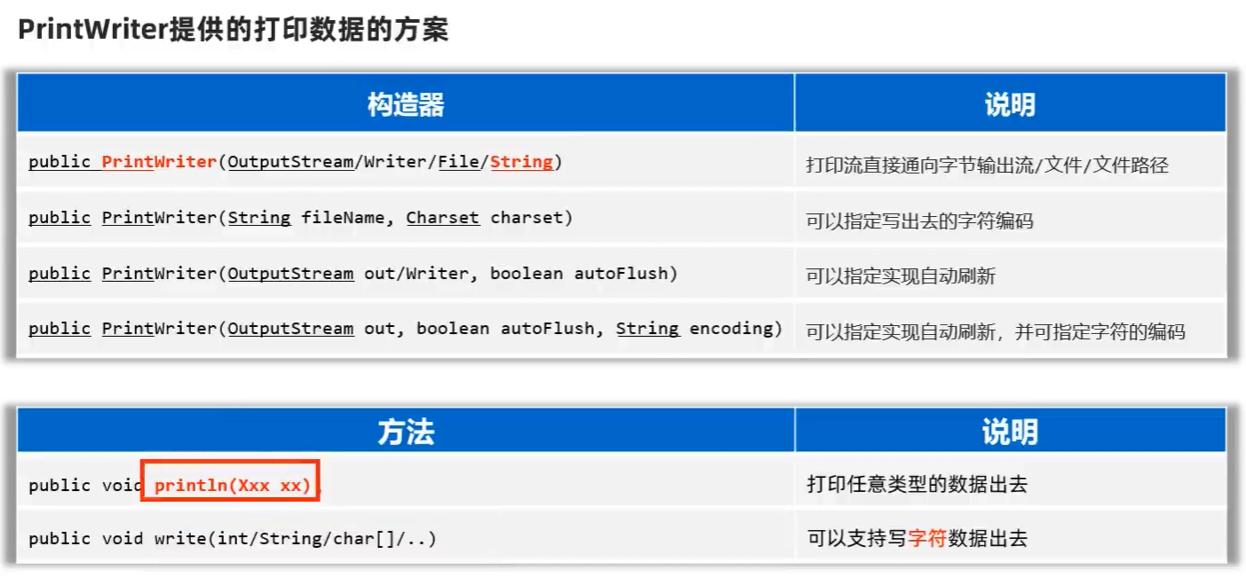 PrintWriter提供的打印数据的方案
构造器 说明
public PrintWriter(OutputStream/Writer/File/String) 打印流直接通向字节输出流/文件/文件路径
public PrintWriter(String fileName, Charset charset) 可以指定写出去的字符编码
public PrintWriter(OutputStream out/Writer, boolean autoFlush) 可以指定实现自动刷新
public PrintWriter(OutputStream out, boolean autoFlush, String encoding) 可以指定实现自动刷新，并可指定字符的编码
方法 说明
public void println(Xxx xx) 打印任意类型的数据出去
public void write(int/String/char[]/..) 可以支持写字符数据出去